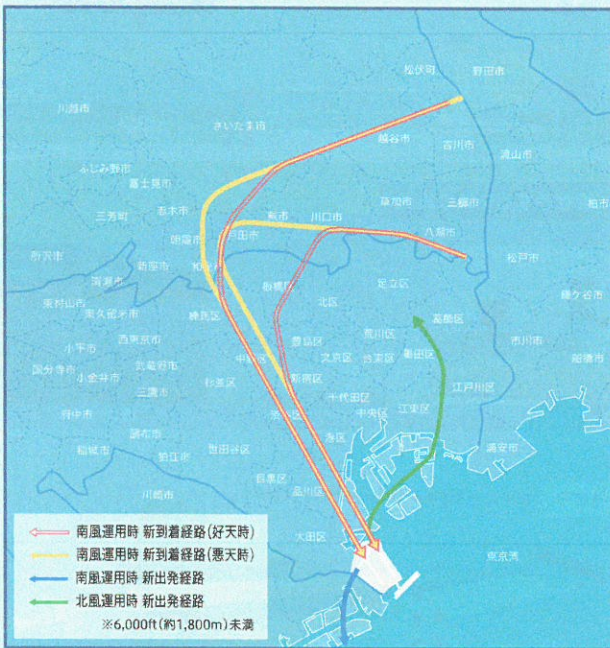 松伏町 野田市
川越市
さいたま市
越谷市 吉川市
流山市
ふじみ野市
富士見市
草加市 三郷市
柏市
三芳町 志木市
蕨市 川口市
朝霞市 戸田市
八潮市
所沢市
新座市 和光市
松戸市
清瀬市
板橋区
足立区
鎌ケ谷市
東村山市
東久留米市
練馬区
北区
葛飾区
西東京市
豊島区
荒川区
市川市
小平市
武蔵野市
中野区
文京区 台東区 墨田区
船橋市
国分寺市
小金井市
杉並区
新宿区
江戸川区
三鷹市
千代田区
府中市
渋谷区
中央区 江東区
調布市
港区
浦安市
稲城市
狛江市
世田谷区
目黒区
品川区
川崎市
大田区
東京湾
南風運用時 新到着経路(好天時)
南風運用時 新到着経路(悪天時)
南風運用時 新出発経路
北風運用時 新出発経路
※6,000ft(約1,800m)未満